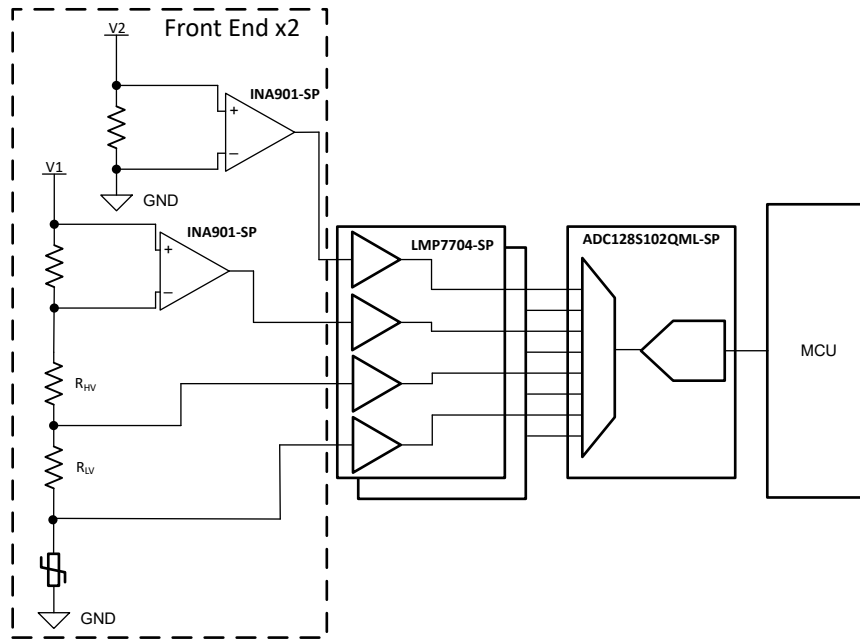 Front End x2
V2
INA901-SP
+
−
GND
V1
INA901-SP
+
−
RHV
RLV
GND
LMP7704-SP
ADC128S102QML-SP
MCU